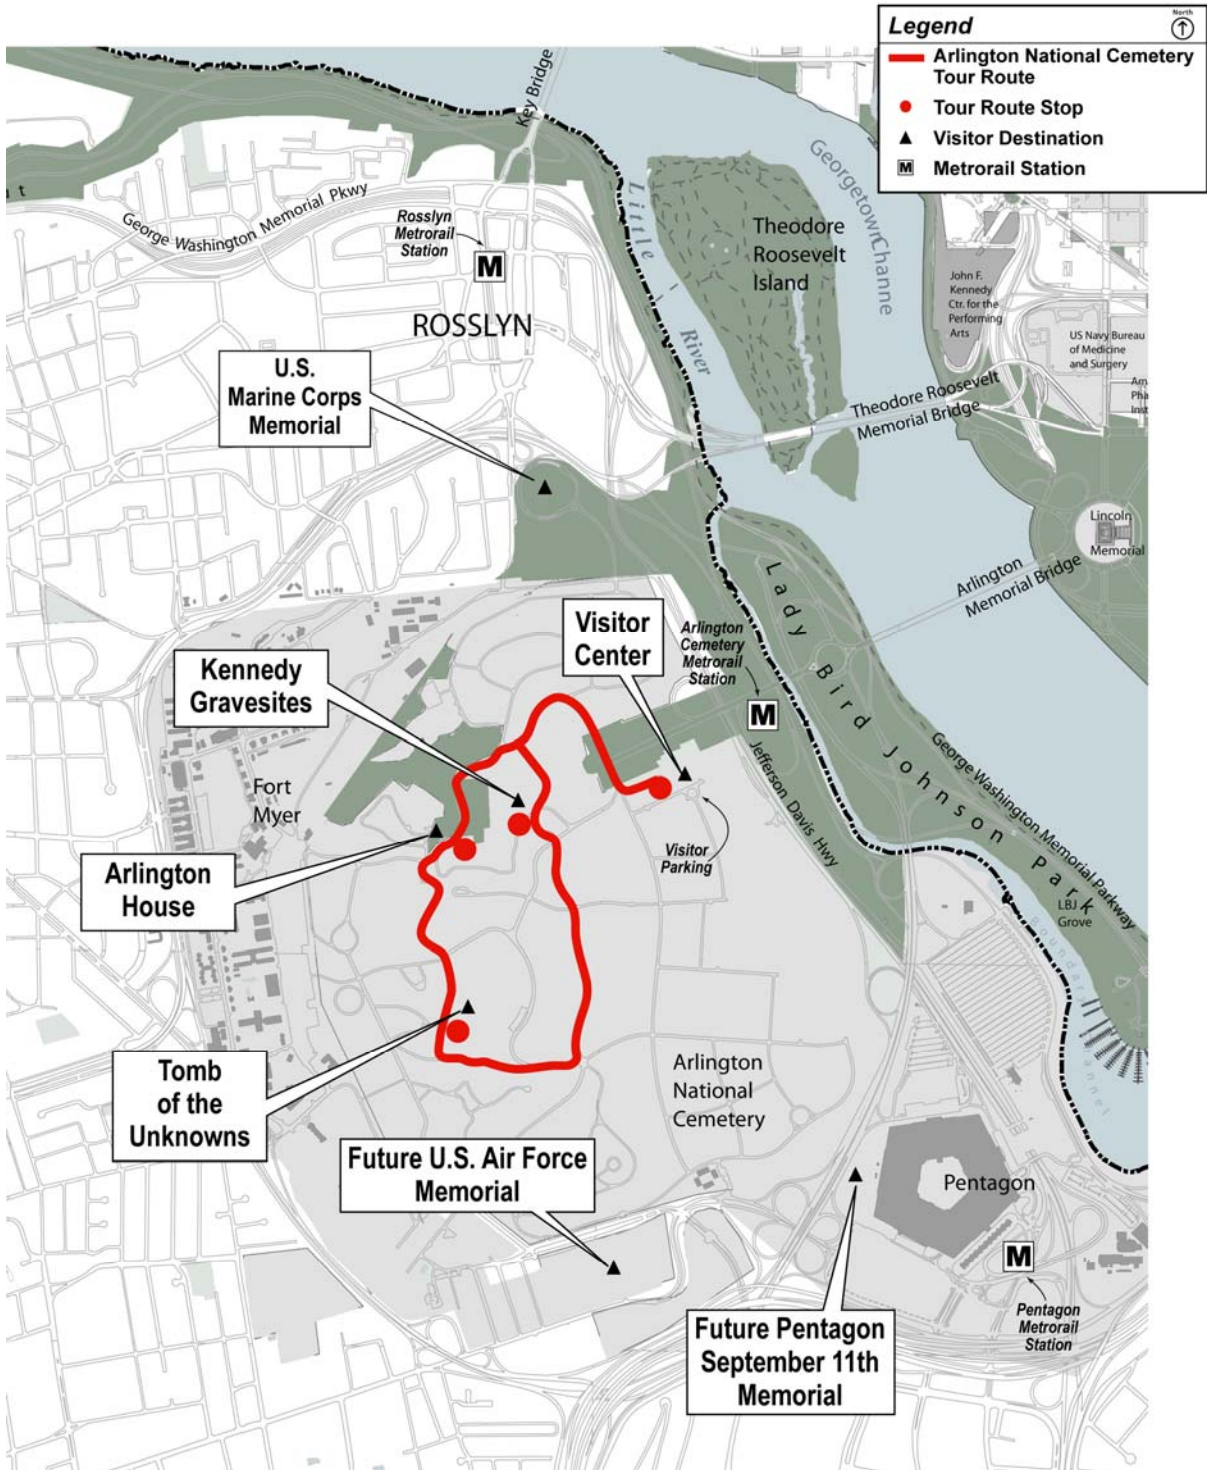 North
Legend
Arlington National Cemetery
Tour Route
Tour Route Stop
Visitor Destination
M Metrorail Station
Key Bridge
George Washington Memorial Pkwy
Rosslyn
Metrorail
Station
M
ROSSLYN
Little
River
Theodore
Roosevelt
Island
Georgetown
Channe
John F.
Kennedy
Ctr. for the
Performing
Arts
US Navy Bureau
of Medicine
and Surgery
Am
Pha
Inst
Theodore Roosevelt
Memorial Bridge
U.S.
Marine Corps
Memorial
Lincoln
Memorial
Arlington
Memorial Bridge
Lady Bird Johnson Park
Visitor
Center
Arlington
Cemetery
Metrorail
Station
M
Kennedy
Gravesites
Fort
Myer
Jefferson Davis Hwy
George Washington Memorial Parkway
Visitor
Parking
Arlington
House
LBJ
Grove
Tomb
of the
Unknowns
Arlington
National
Cemetery
Future U.S. Air Force
Memorial
Pentagon
M
Pentagon
Metrorail
Station
Future Pentagon
September 11th
Memorial